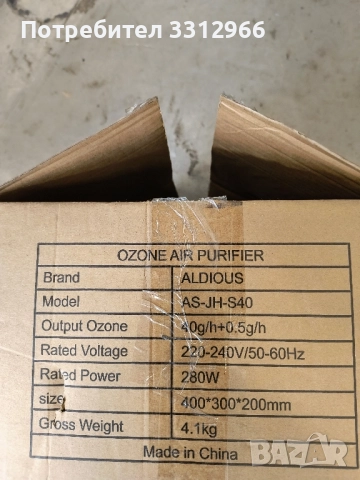 Потребител 3312966
OZONE AIR PURIFIER
Brand ALDIOUS
Model AS-JH-S40
Output Ozone 40g/h+0.5g/h
Rated Voltage 220-240V/50-60Hz
Rated Power 280W
size 400*300*200mm
Gross Weight 4.1kg
Made in China
BAZAR